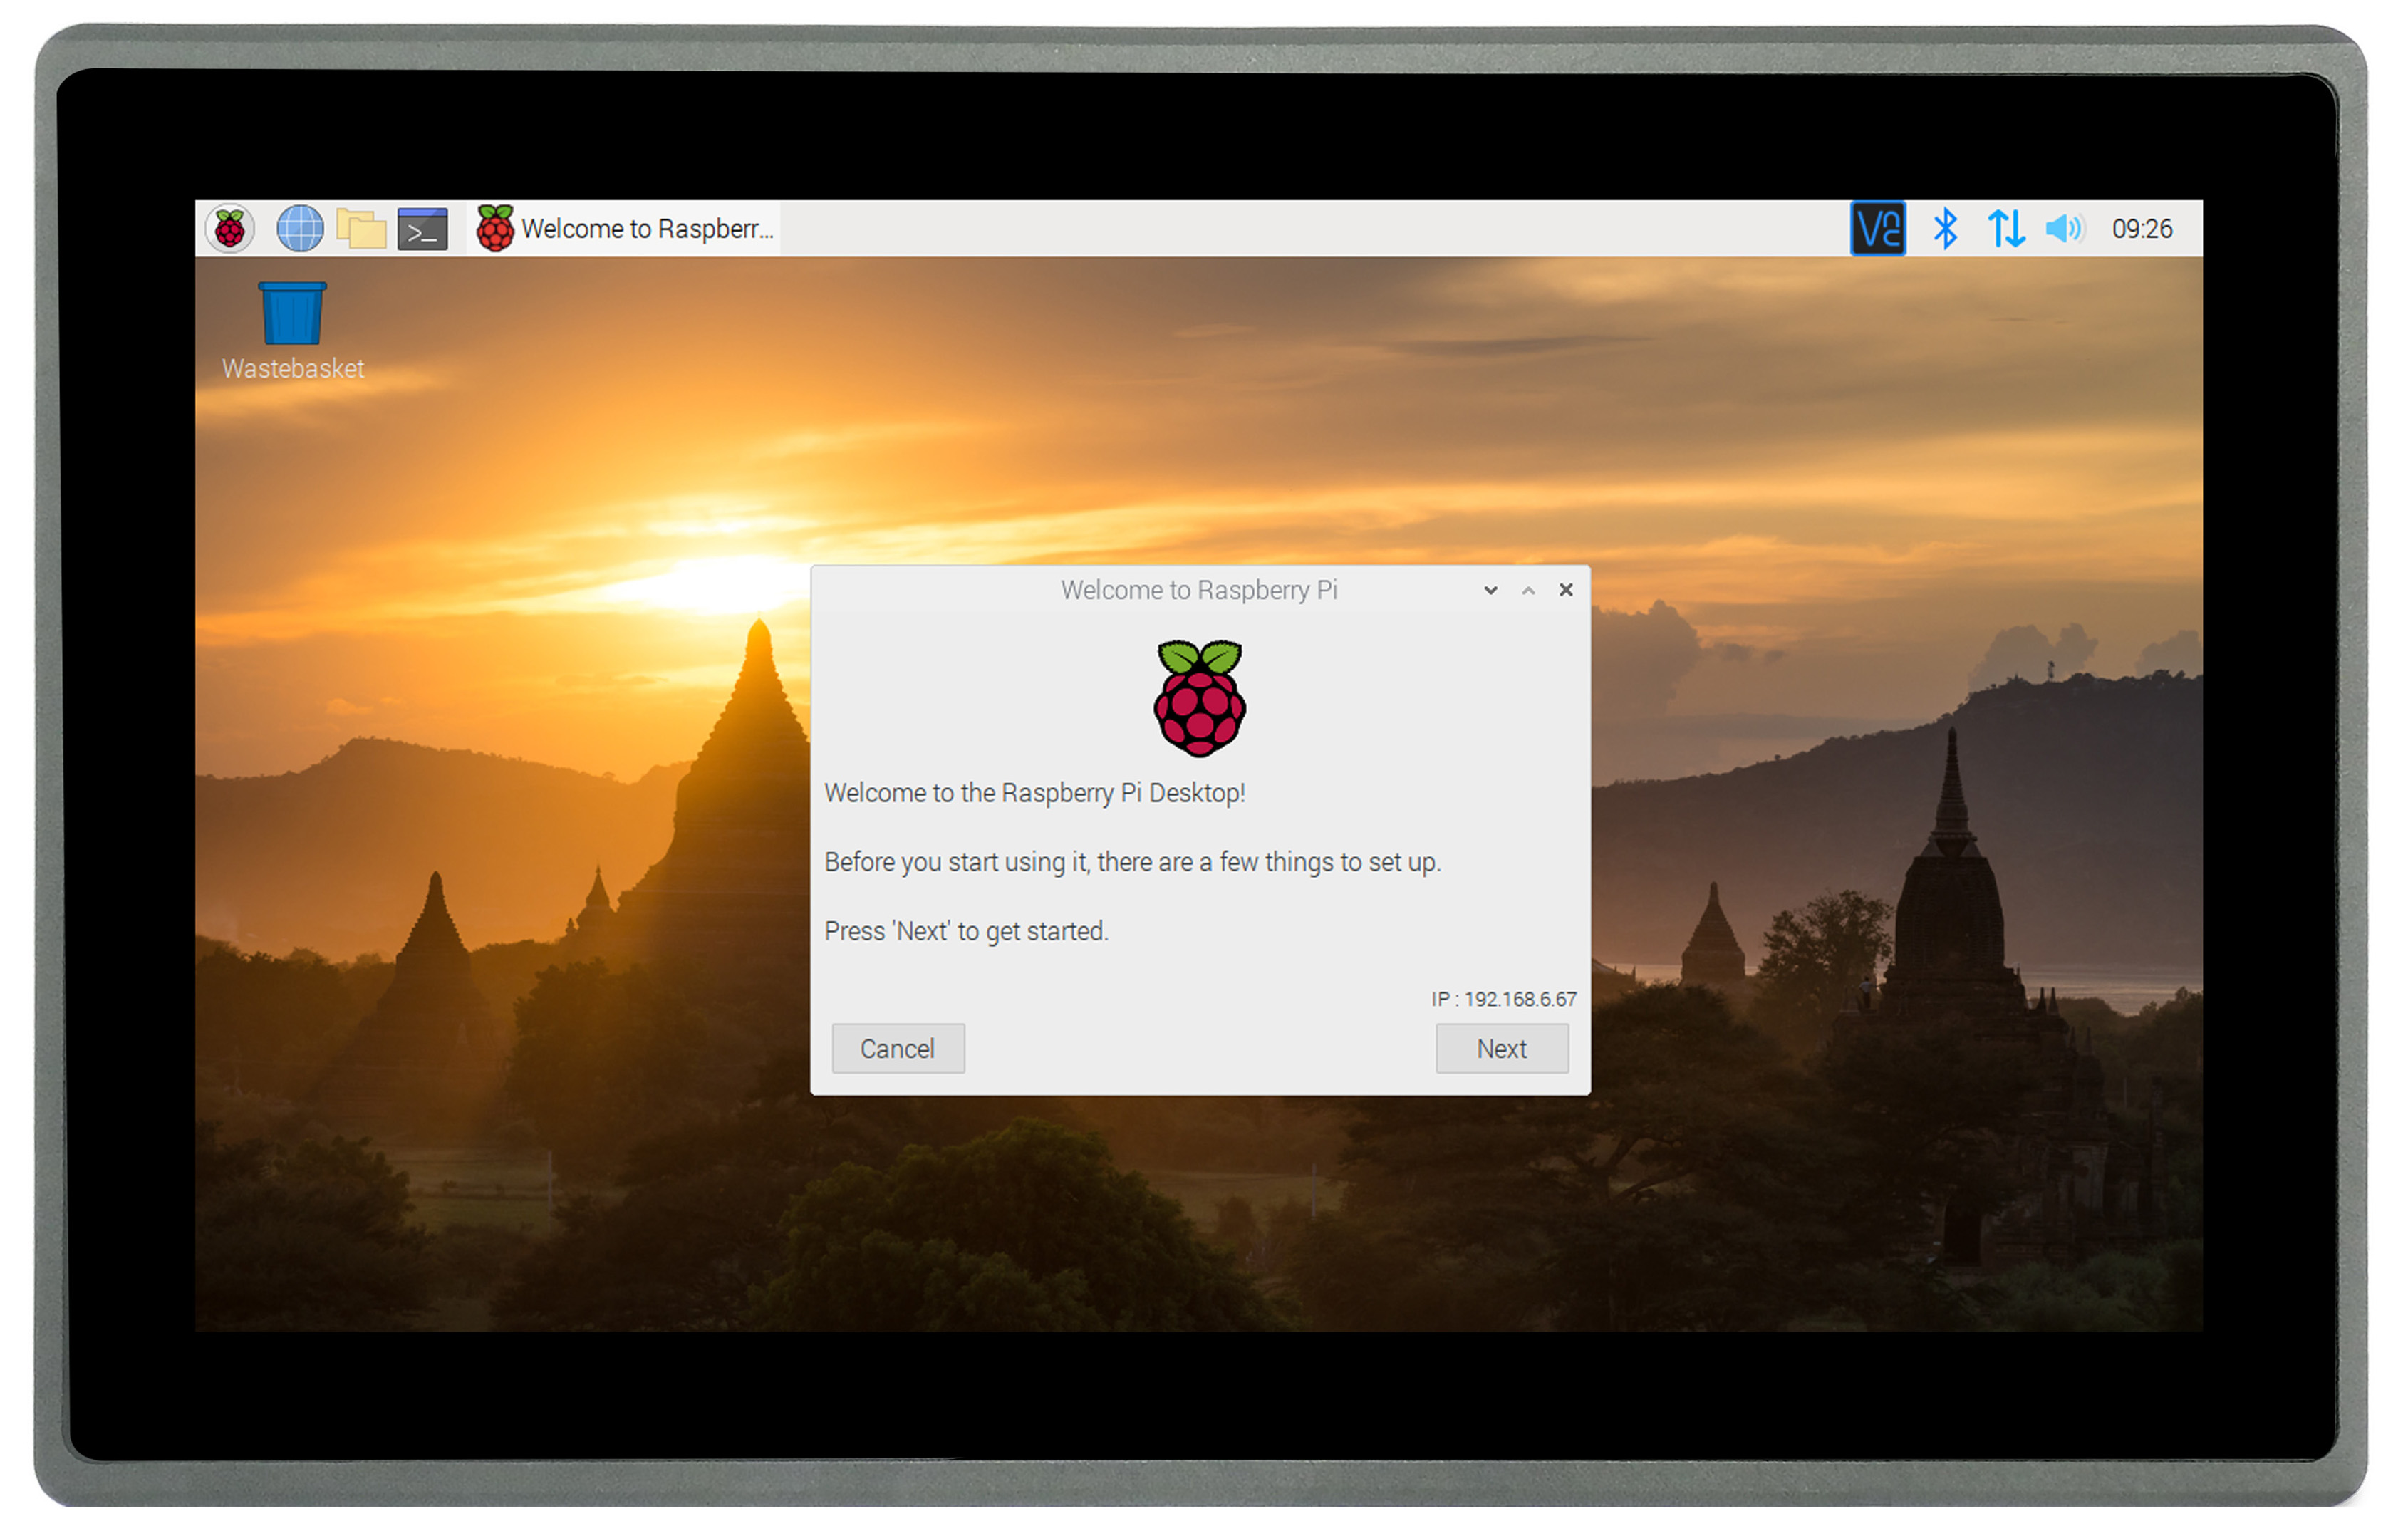 Welcome to Raspberr...
VNC
09:26
Wastebasket
Welcome to Raspberry Pi
Welcome to the Raspberry Pi Desktop!
Before you start using it, there are a few things to set up.
Press 'Next' to get started.
IP : 192.168.6.67
Cancel
Next